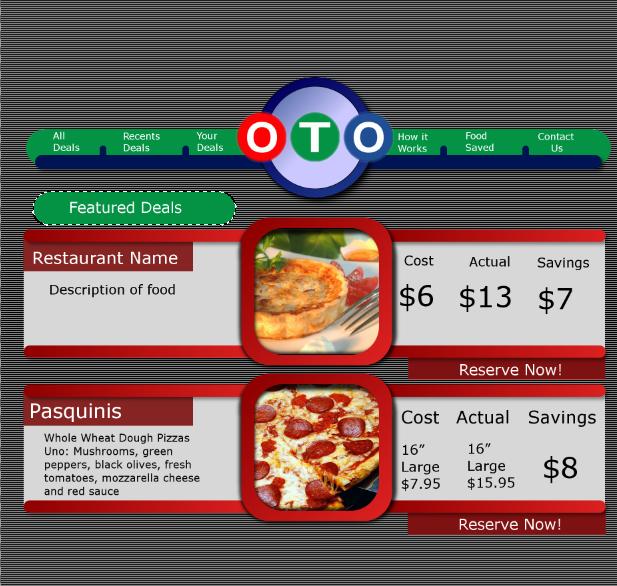 All
Deals
Recents
Deals
Your
Deals
OTO
How it
Works
Food
Saved
Contact
Us
Featured Deals
Restaurant Name
Description of food
Cost
Actual
Savings
$6
$13
$7
Reserve Now!
Pasquinis
Whole Wheat Dough Pizzas
Uno: Mushrooms, green
peppers, black olives, fresh
tomatoes, mozzarella cheese
and red sauce
Cost
Actual
Savings
16”
Large
$7.95
16”
Large
$15.95
$8
Reserve Now!